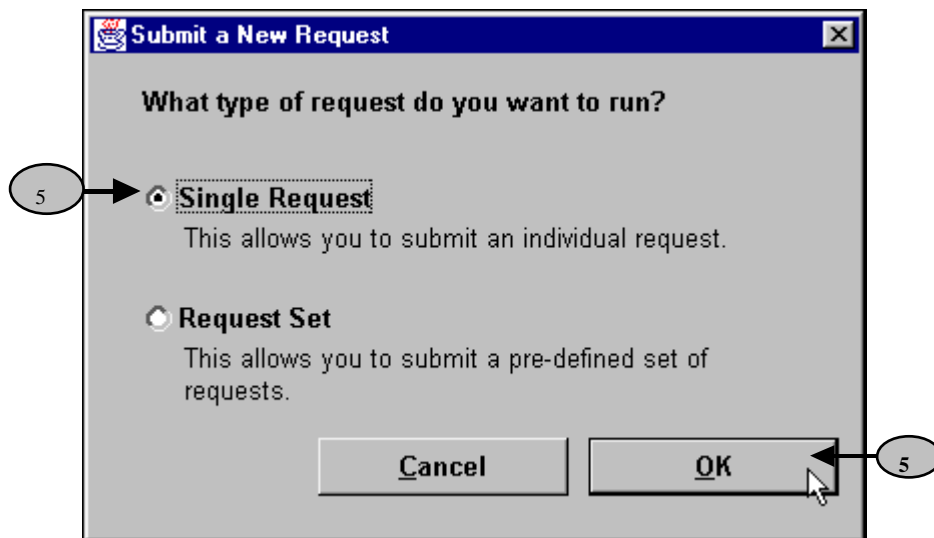 Submit a New Request
What type of request do you want to run?
5
Single Request
This allows you to submit an individual request.
Request Set
This allows you to submit a pre-defined set of
requests.
Cancel
OK
5